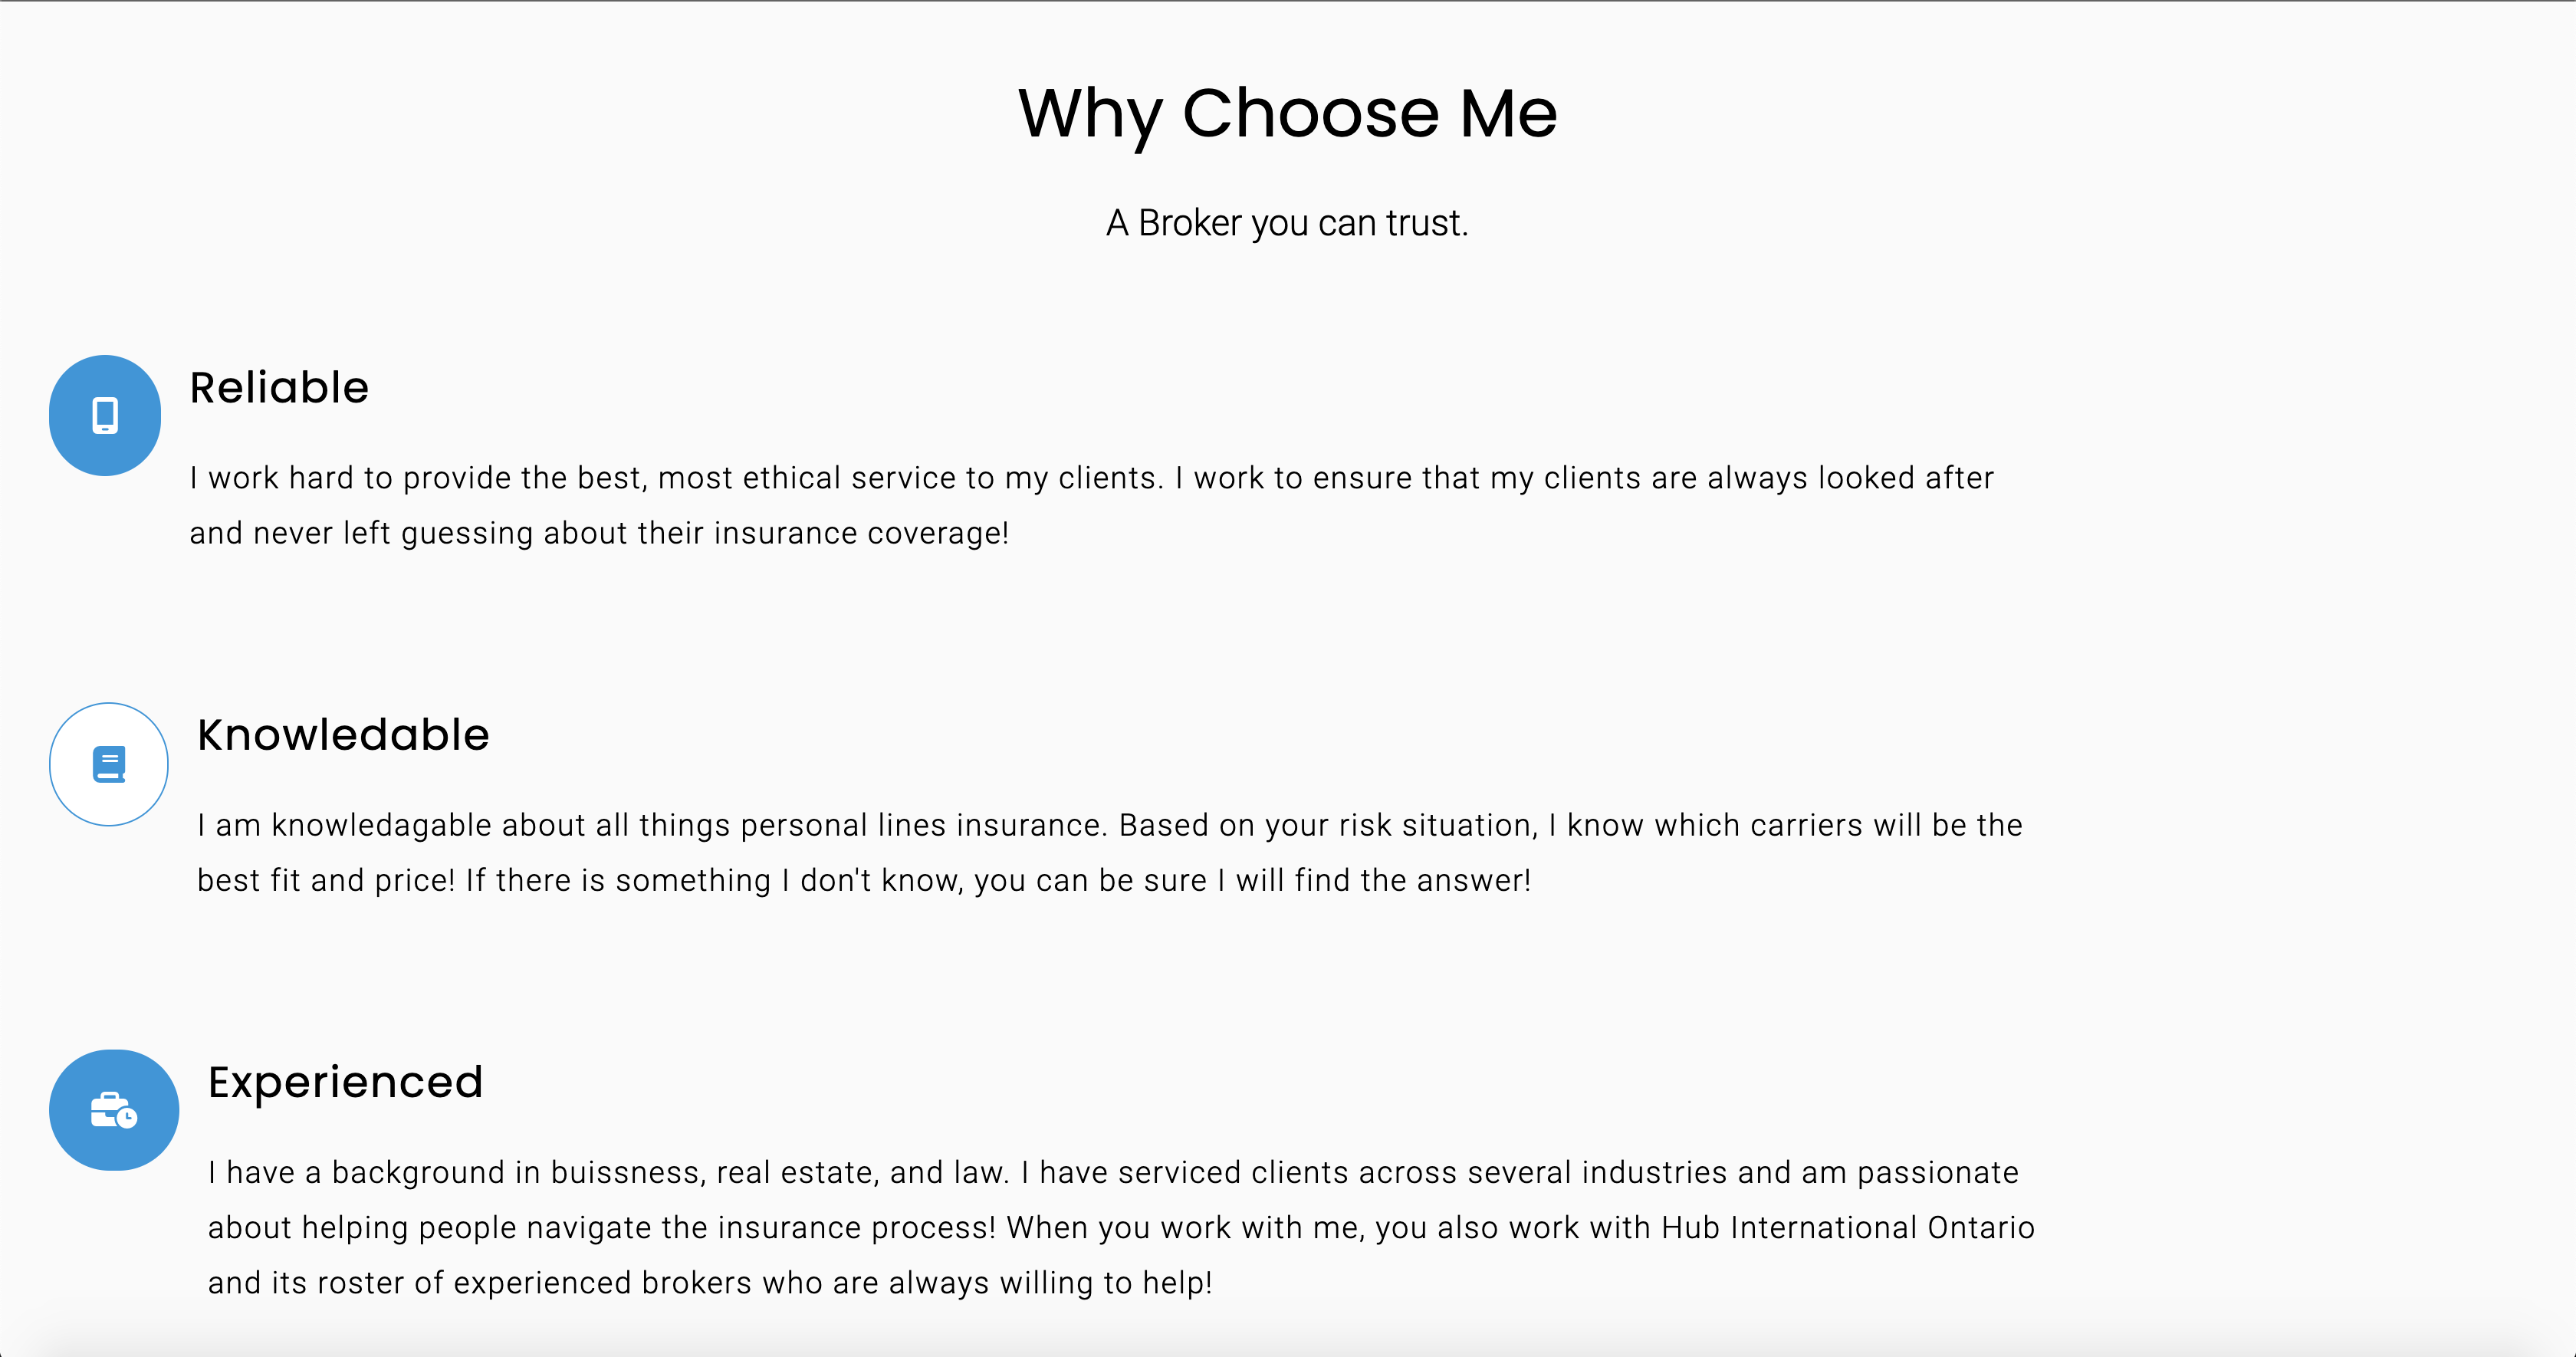 Why Choose Me
A Broker you can trust.
Reliable
I work hard to provide the best, most ethical service to my clients. I work to ensure that my clients are always looked after
and never left guessing about their insurance coverage!
Knowledable
I am knowledagable about all things personal lines insurance. Based on your risk situation, I know which carriers will be the
best fit and price! If there is something I don't know, you can be sure I will find the answer!
Experienced
I have a background in buissness, real estate, and law. I have serviced clients across several industries and am passionate
about helping people navigate the insurance process! When you work with me, you also work with Hub International Ontario
and its roster of experienced brokers who are always willing to help!